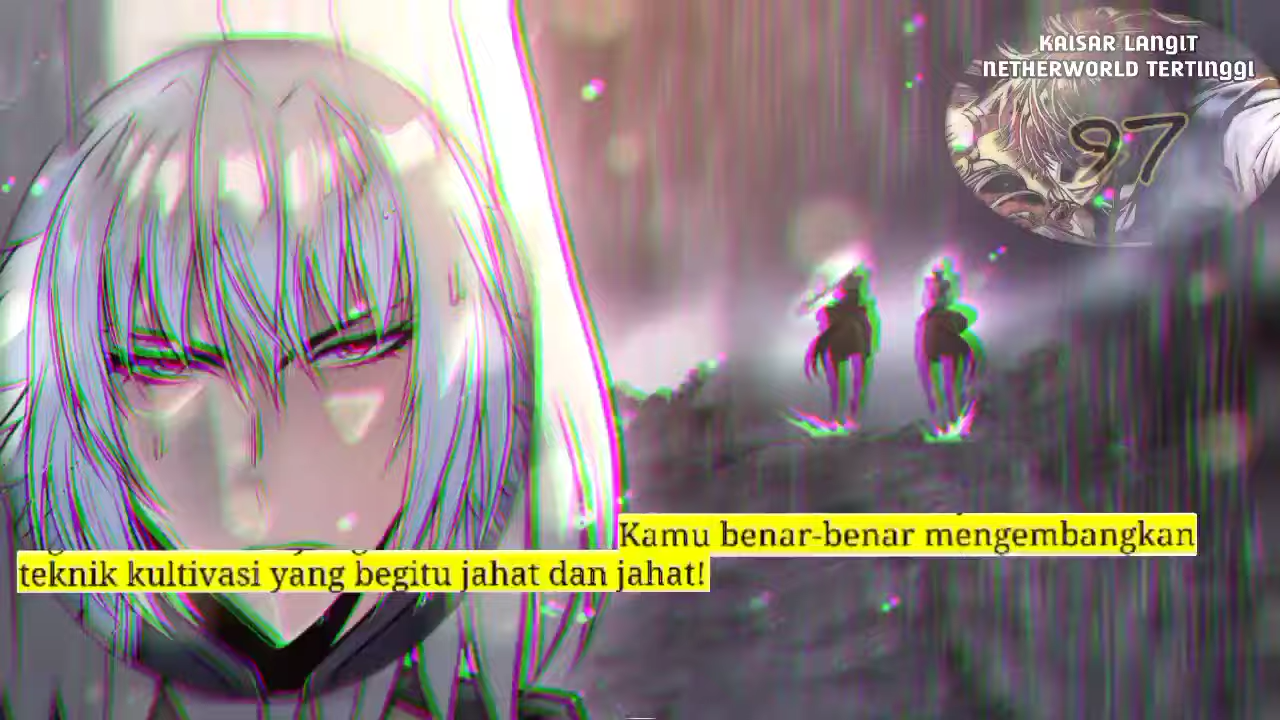 KAISAR LANGIT
NETHERWORLD TERTINGGI
97
Kamu benar-benar mengembangkan
teknik kultivasi yang begitu jahat dan jahat!